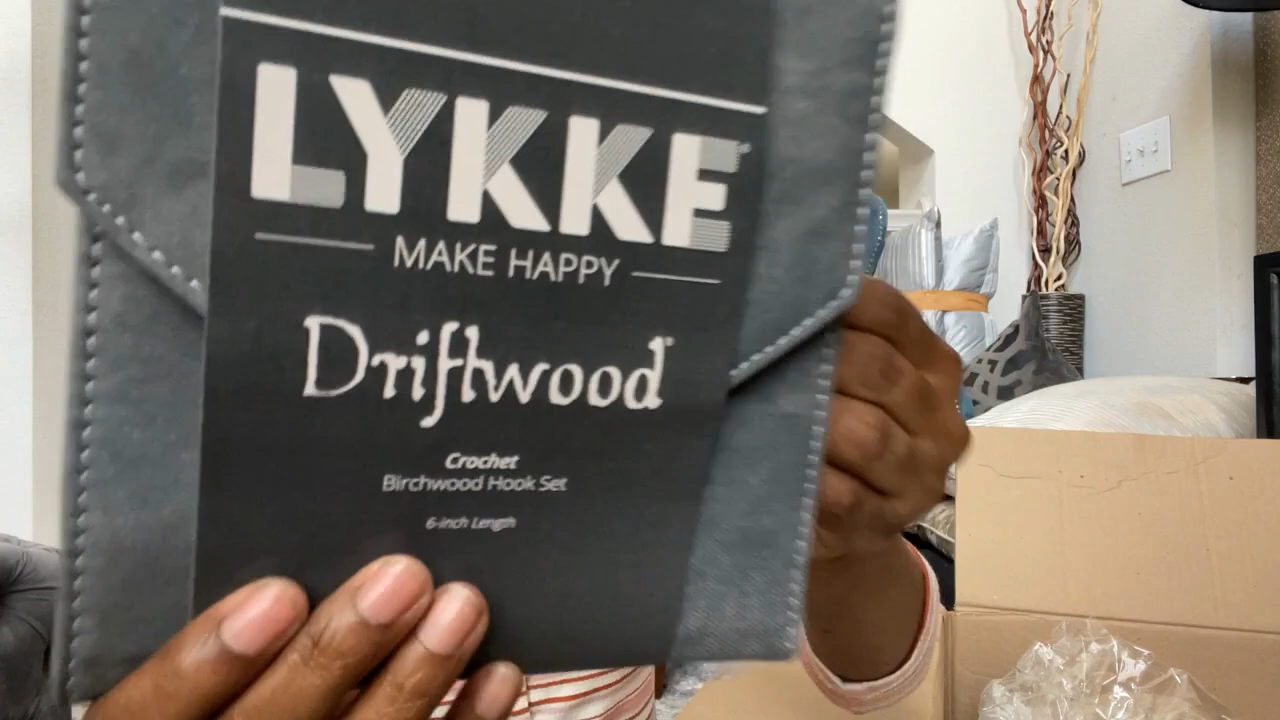 LYKKE
MAKE HAPPY
Driftwood
Crochet
Birchwood Hook Set
6-inch Length